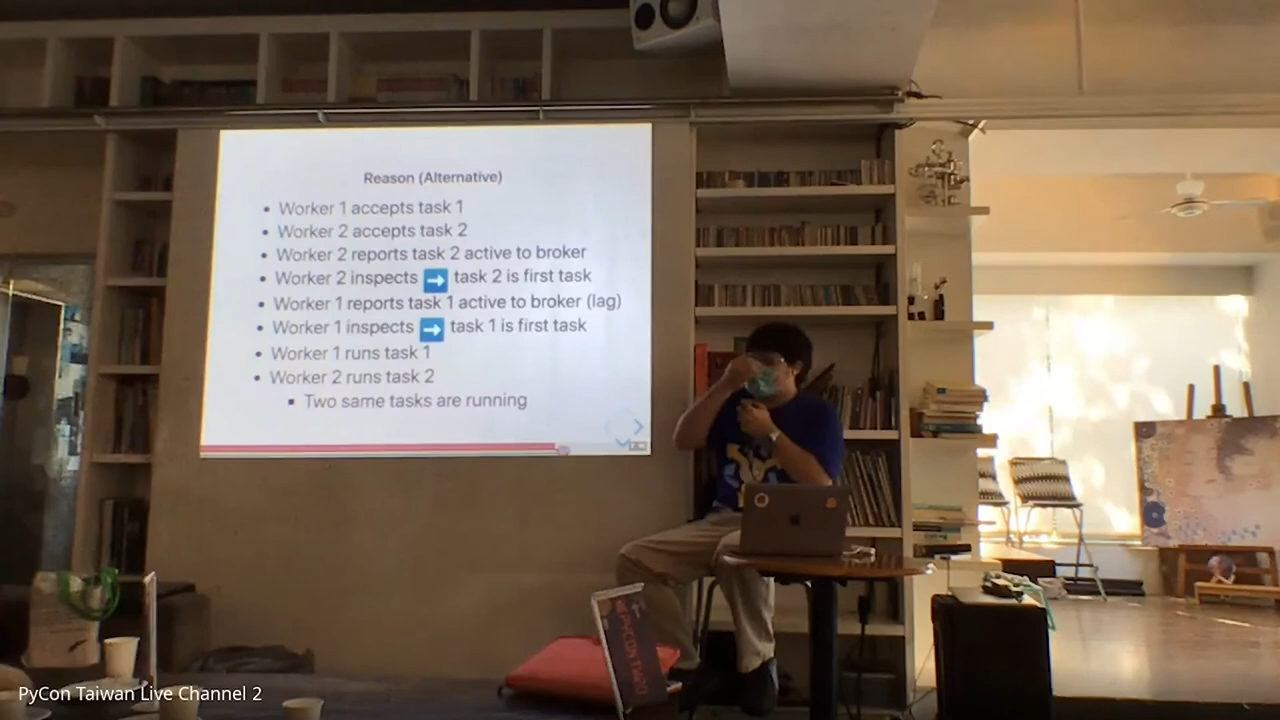 Reason (Alternative)
• Worker 1 accepts task 1
• Worker 2 accepts task 2
• Worker 2 reports task 2 active to broker
• Worker 2 inspects ➡ task 2 is first task
• Worker 1 reports task 1 active to broker (lag)
• Worker 1 inspects ➡ task 1 is first task
• Worker 1 runs task 1
• Worker 2 runs task 2
▪ Two same tasks are running
PYCON TAIWAN
PyCon Taiwan Live Channel 2